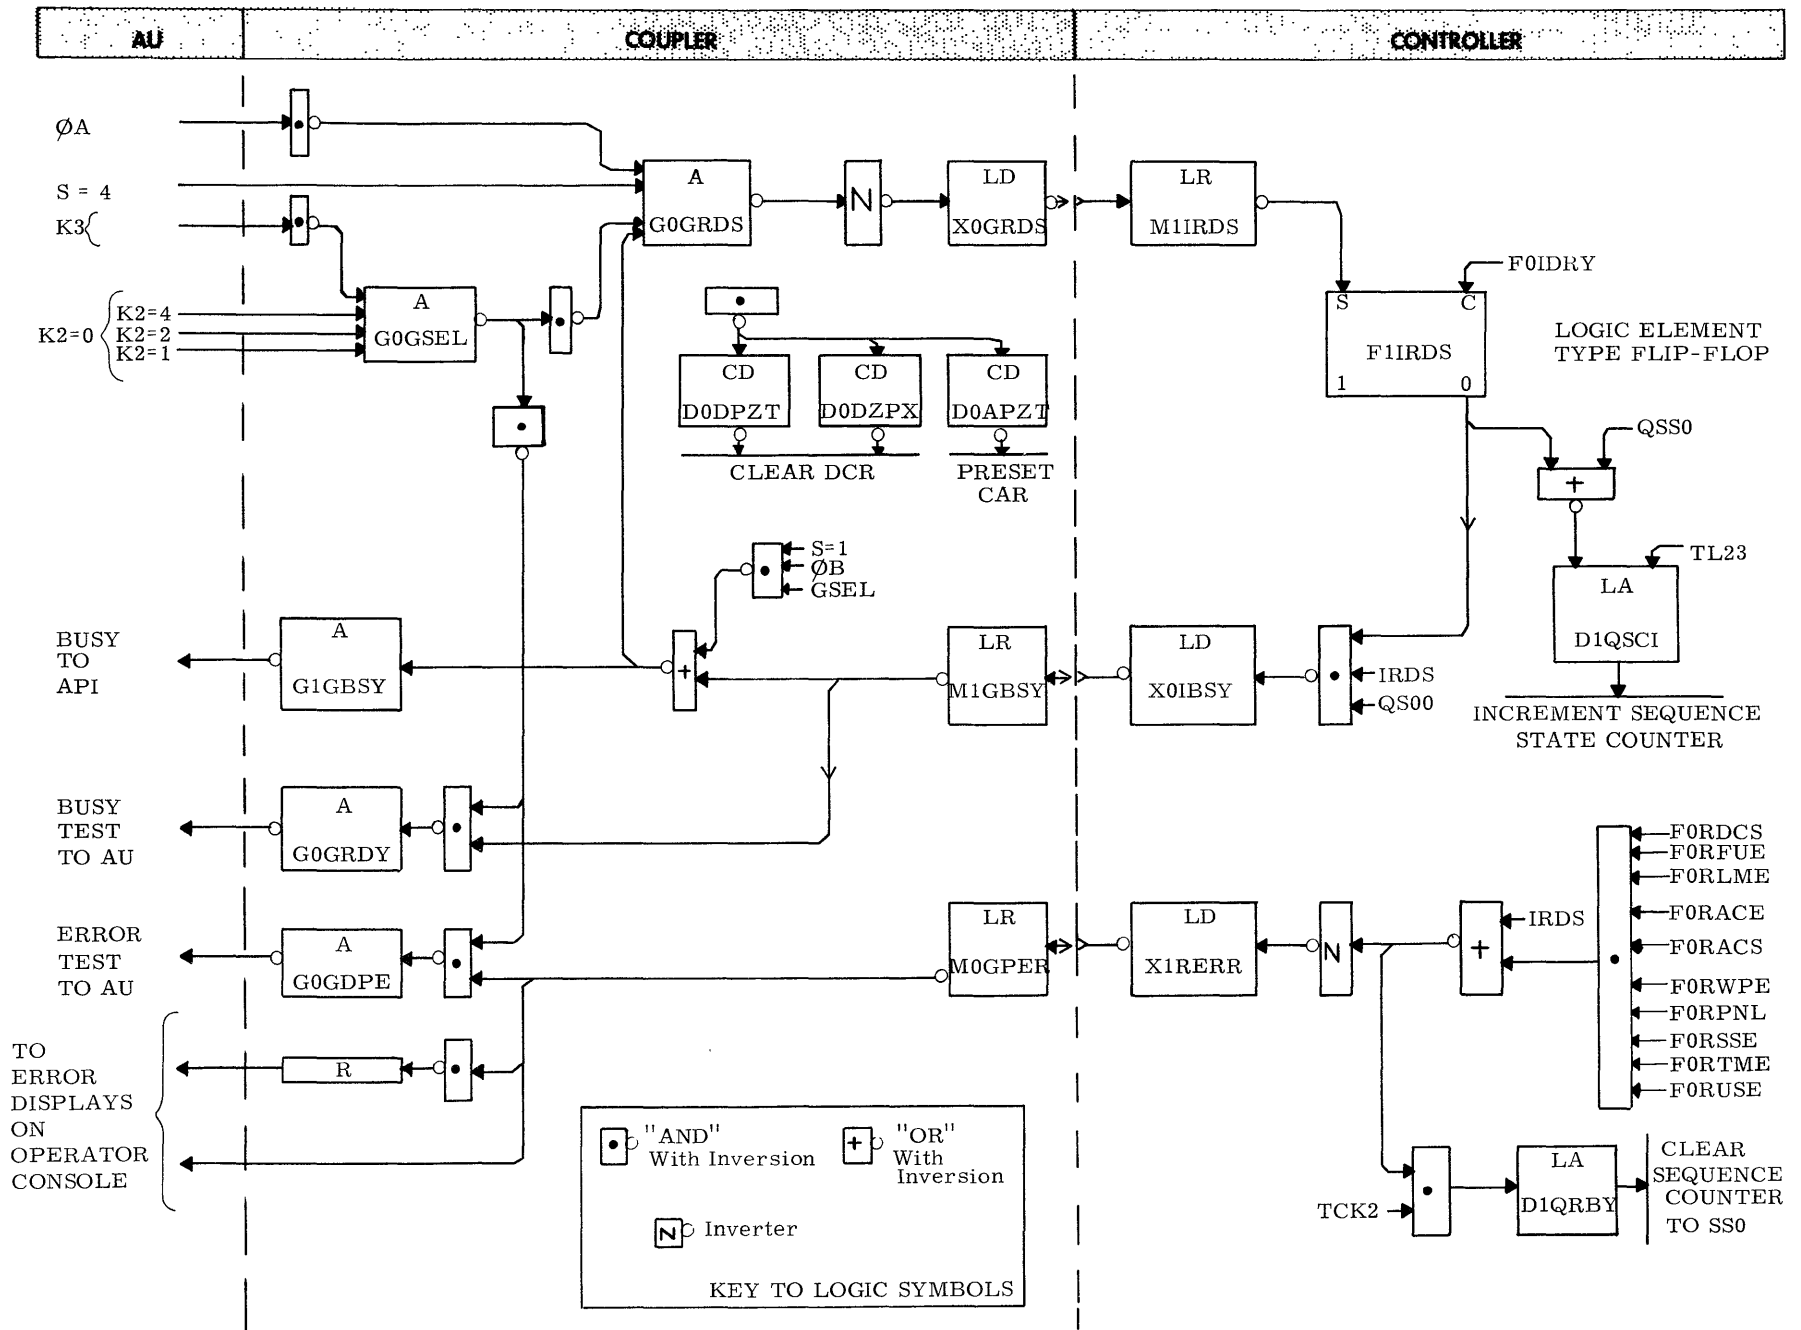 AU
COUPLER
CONTROLLER
ØA
S = 4
K3{
K2=0
K2=4
K2=2
K2=1
A
G0GSEL
A
G0GRDS
N
LD
X0GRDS
LR
M1IRDS
F0IDRY
S
C
F1IRDS
1
0
LOGIC ELEMENT
TYPE FLIP-FLOP
CD
D0DPZT
CD
D0DZPX
CD
D0APZT
CLEAR DCR
PRESET
CAR
QSS0
+
TL23
LA
D1QSCI
INCREMENT SEQUENCE
STATE COUNTER
S=1
ØB
GSEL
BUSY
TO
API
A
G1GBSY
+
LR
M1GBSY
LD
X0IBSY
IRDS
QS00
BUSY
TEST
TO AU
A
G0GRDY
ERROR
TEST
TO AU
A
G0GDPE
LR
M0GPER
LD
X1RERR
N
+
IRDS
F0RDCS
F0RFUE
F0RLME
F0RACE
F0RACS
F0RWPE
F0RPNL
F0RSSE
F0RTME
F0RUSE
TO
ERROR
DISPLAYS
ON
OPERATOR
CONSOLE
R
TCK2
LA
D1QRBY
CLEAR
SEQUENCE
COUNTER
TO SS0
"AND"
With Inversion
+
"OR"
With
Inversion
N
Inverter
KEY TO LOGIC SYMBOLS